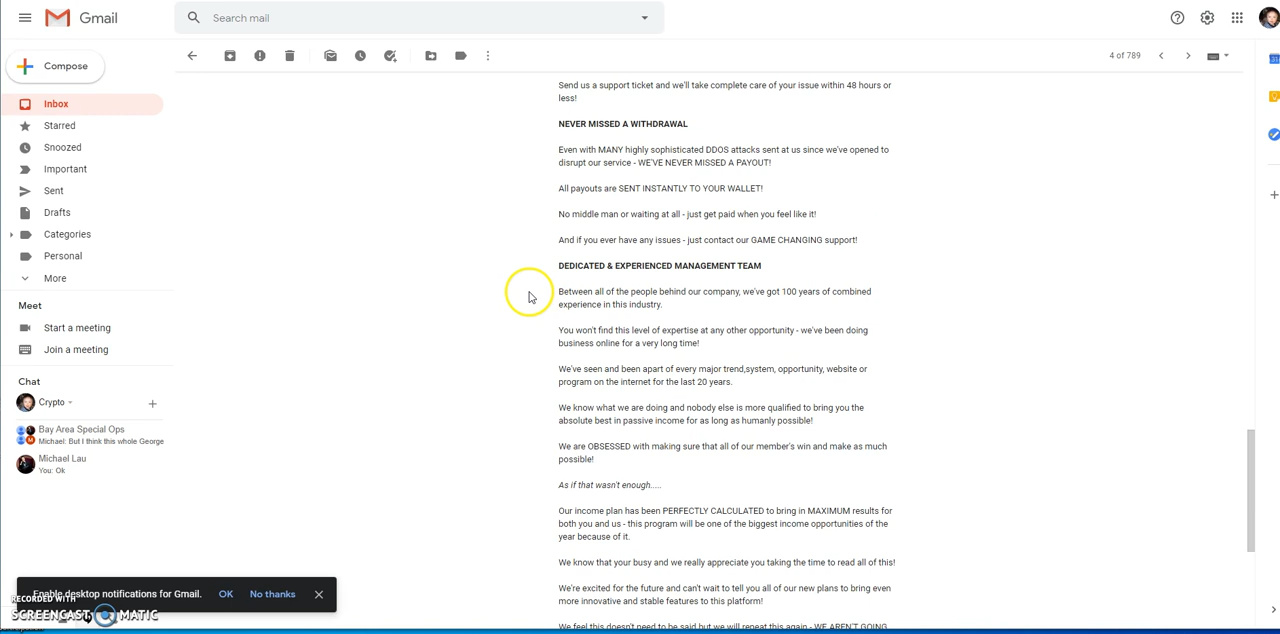 Gmail
Search mail
Compose
4 of 789
Inbox
Starred
Snoozed
Important
Sent
Drafts
Categories
Personal
More
Meet
Start a meeting
Join a meeting
Chat
Crypto
Bay Area Special Ops
Michael: But I think this whole George
Michael Lau
You: Ok
Send us a support ticket and we'll take complete care of your issue within 48 hours or
less!
NEVER MISSED A WITHDRAWAL
Even with MANY highly sophisticated DDOS attacks sent at us since we've opened to
disrupt our service - WE'VE NEVER MISSED A PAYOUT!
All payouts are SENT INSTANTLY TO YOUR WALLET!
No middle man or waiting at all - just get paid when you feel like it!
And if you ever have any issues - just contact our GAME CHANGING support!
DEDICATED & EXPERIENCED MANAGEMENT TEAM
Between all of the people behind our company, we've got 100 years of combined
experience in this industry.
You won't find this level of expertise at any other opportunity - we've been doing
business online for a very long time!
We've seen and been apart of every major trend,system, opportunity, website or
program on the internet for the last 20 years.
We know what we are doing and nobody else is more qualified to bring you the
absolute best in passive income for as long as humanly possible!
We are OBSESSED with making sure that all of our member's win and make as much
possible!
As if that wasn't enough.....
Our income plan has been PERFECTLY CALCULATED to bring in MAXIMUM results for
both you and us - this program will be one of the biggest income opportunities of the
year because of it.
We know that your busy and we really appreciate you taking the time to read all of this!
We're excited for the future and can't wait to tell you all of our new plans to bring even
more innovative and stable features to this platform!
We feel this doesn't need to be said but we will repeat this again - WE AREN'T GOING
Enable desktop notifications for Gmail. OK No thanks
RECORDED WITH
SCREENCAST MATIC